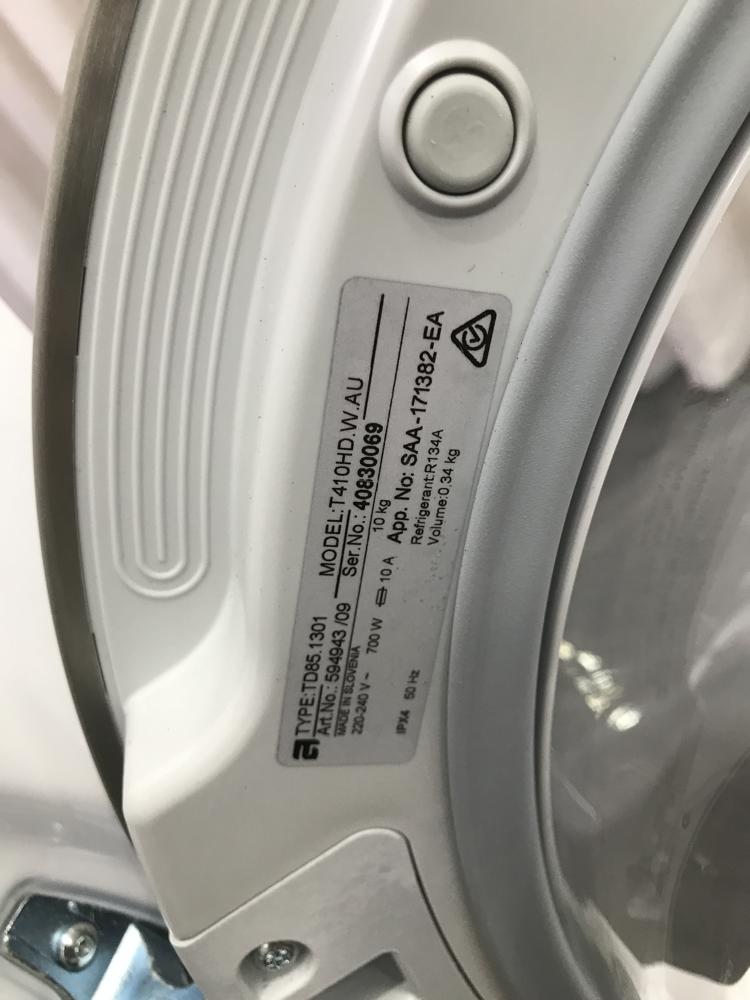 TYPE:TD85.1301 MODEL:T410HD.W.AU
Art.No.: 594943 /09 Ser.No.: 40830069
MADE IN SLOVENIA
220-240 V ~ 700 W 10 A 10 kg
App. No: SAA-171382-EA
IPX4 50 Hz Refrigerant:R134A
Volume:0,34 kg